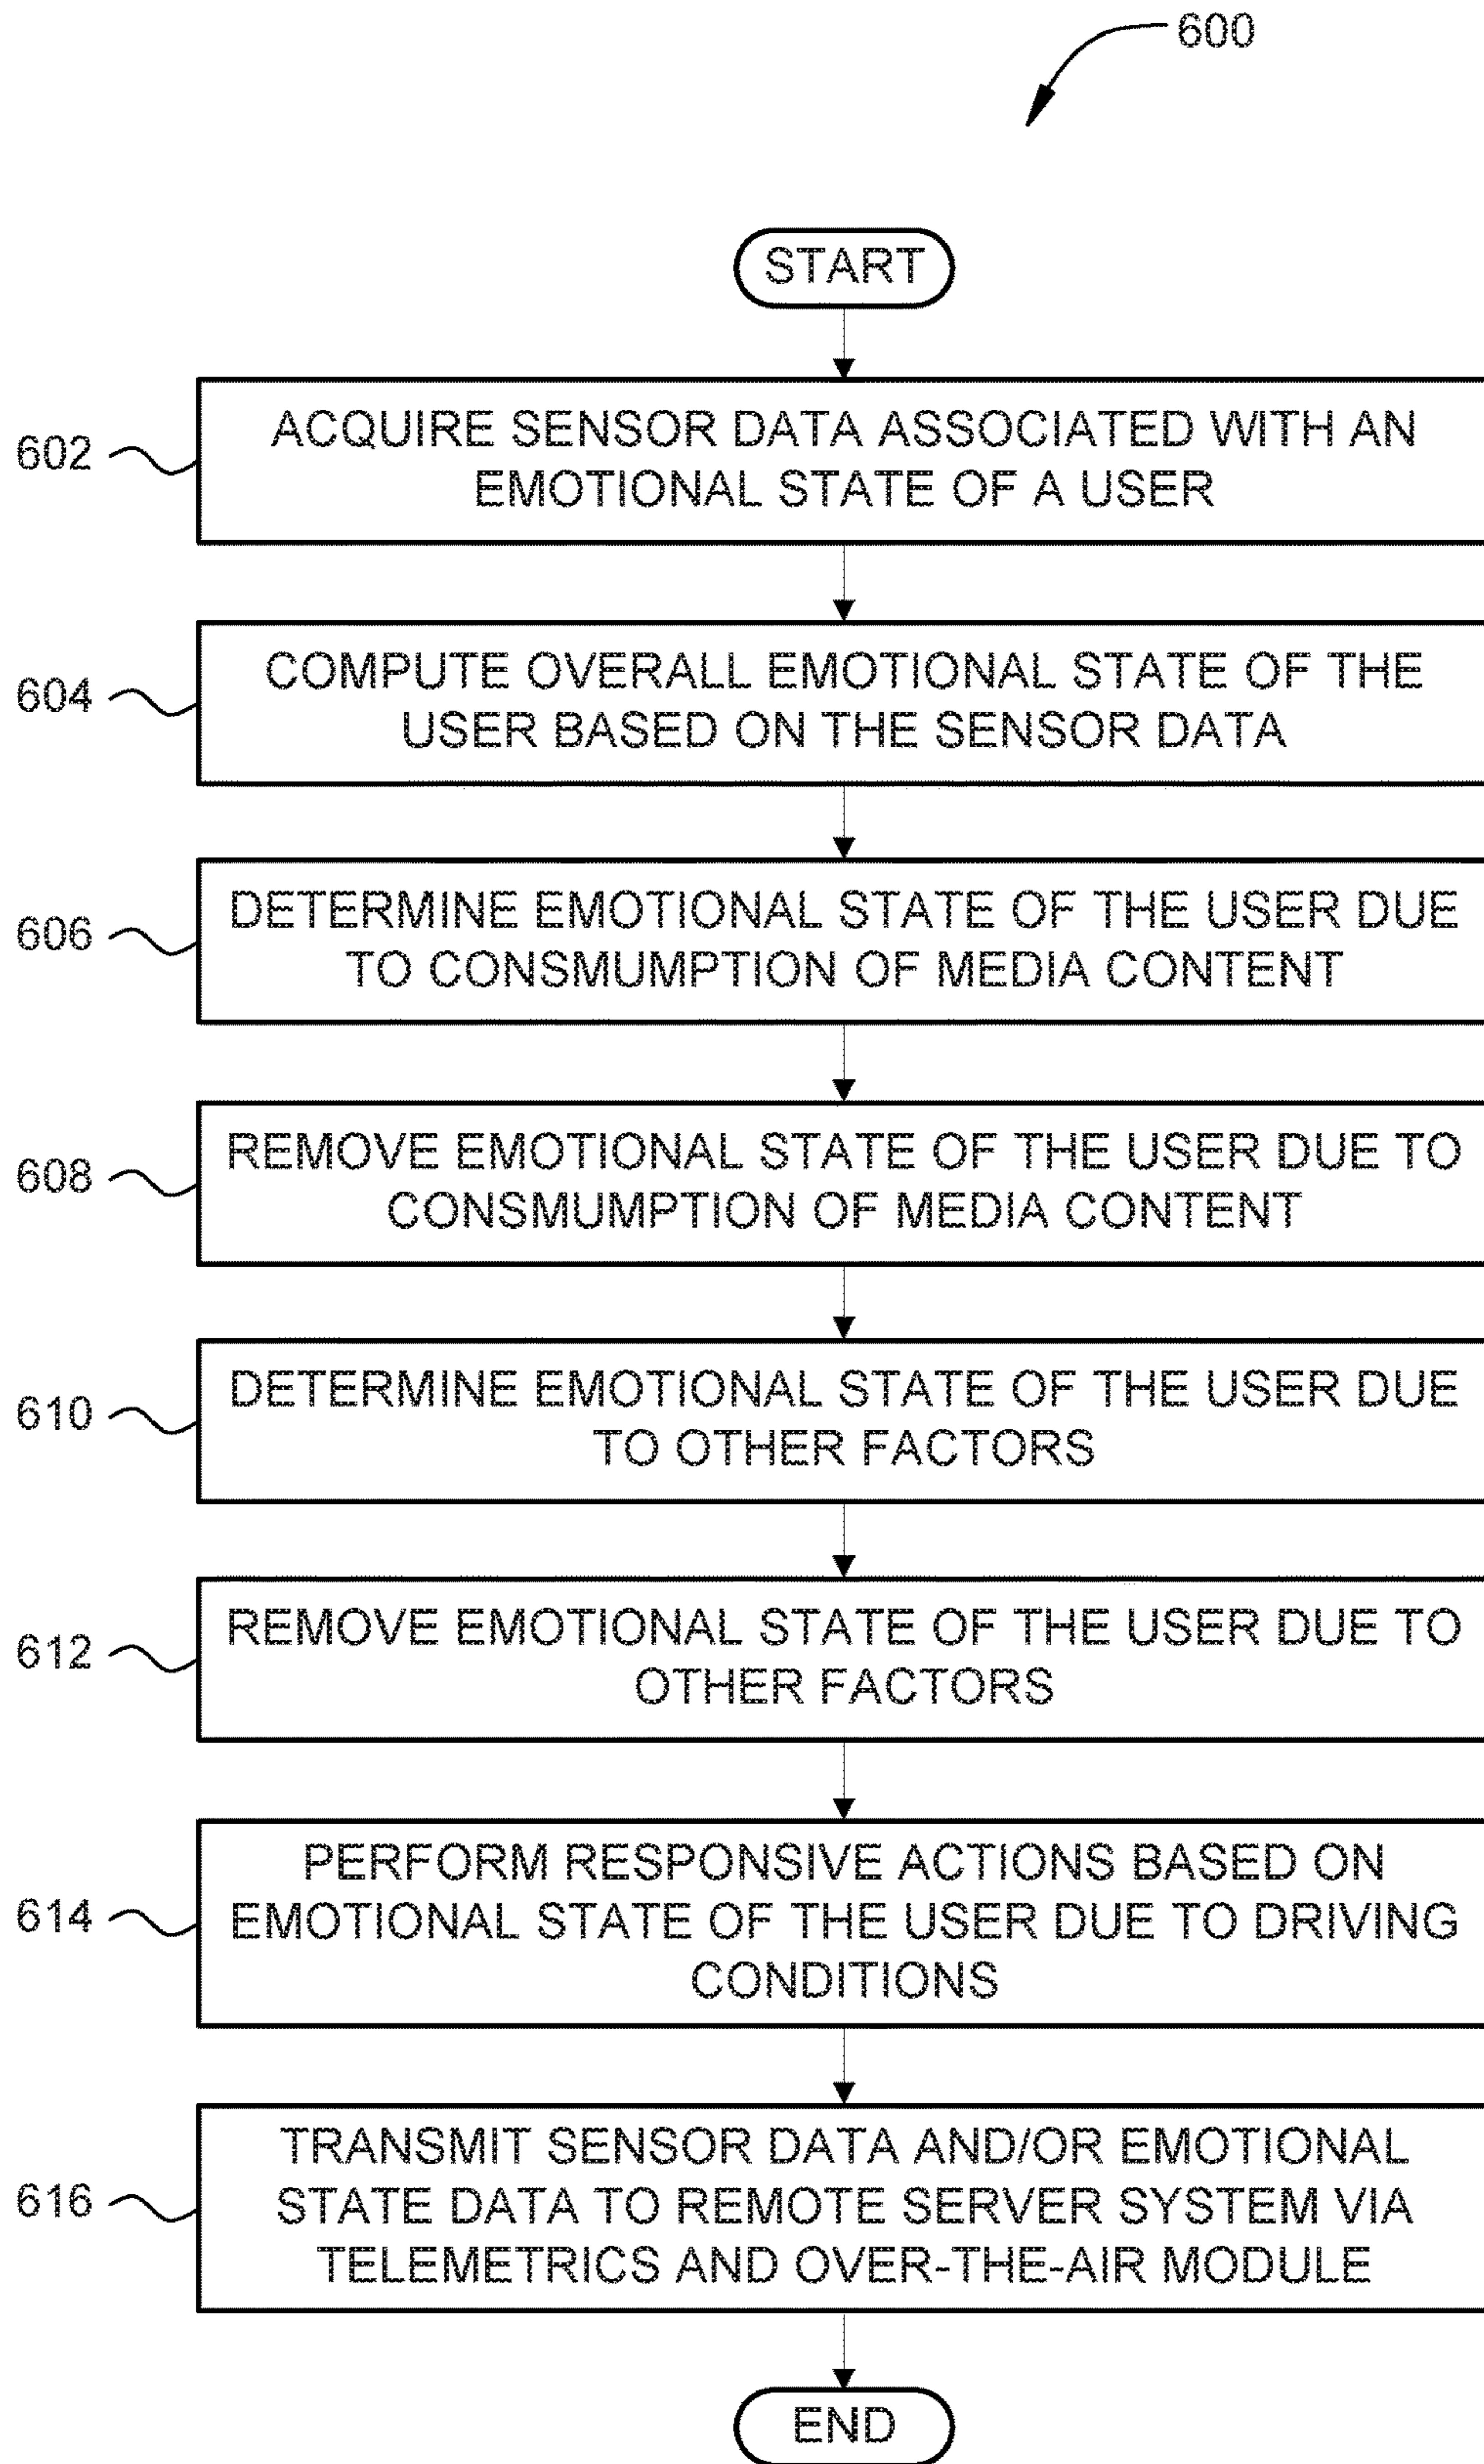 600
START
602
ACQUIRE SENSOR DATA ASSOCIATED WITH AN
EMOTIONAL STATE OF A USER
604
COMPUTE OVERALL EMOTIONAL STATE OF THE
USER BASED ON THE SENSOR DATA
606
DETERMINE EMOTIONAL STATE OF THE USER DUE
TO CONSMUMPTION OF MEDIA CONTENT
608
REMOVE EMOTIONAL STATE OF THE USER DUE TO
CONSMUMPTION OF MEDIA CONTENT
610
DETERMINE EMOTIONAL STATE OF THE USER DUE
TO OTHER FACTORS
612
REMOVE EMOTIONAL STATE OF THE USER DUE TO
OTHER FACTORS
614
PERFORM RESPONSIVE ACTIONS BASED ON
EMOTIONAL STATE OF THE USER DUE TO DRIVING
CONDITIONS
616
TRANSMIT SENSOR DATA AND/OR EMOTIONAL
STATE DATA TO REMOTE SERVER SYSTEM VIA
TELEMETRICS AND OVER-THE-AIR MODULE
END